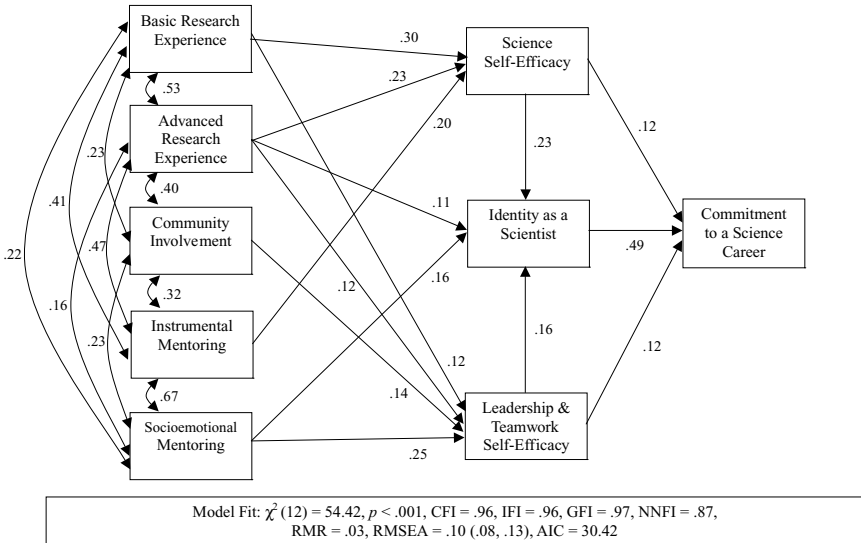 Basic Research
Experience
Science
Self-Efficacy
.30
.53
.23
.20
.12
Advanced
Research
Experience
.23
.23
.40
.11
.41
Community
Involvement
Identity as a
Scientist
Commitment
to a Science
Career
.49
.47
.22
.16
.12
.32
.16
Instrumental
Mentoring
.16
.23
.12
.12
.67
.14
Socioemotional
Mentoring
Leadership &
Teamwork
Self-Efficacy
.25
Model Fit: χ² (12) = 54.42, p < .001, CFI = .96, IFI = .96, GFI = .97, NNFI = .87,
RMR = .03, RMSEA = .10 (.08, .13), AIC = 30.42